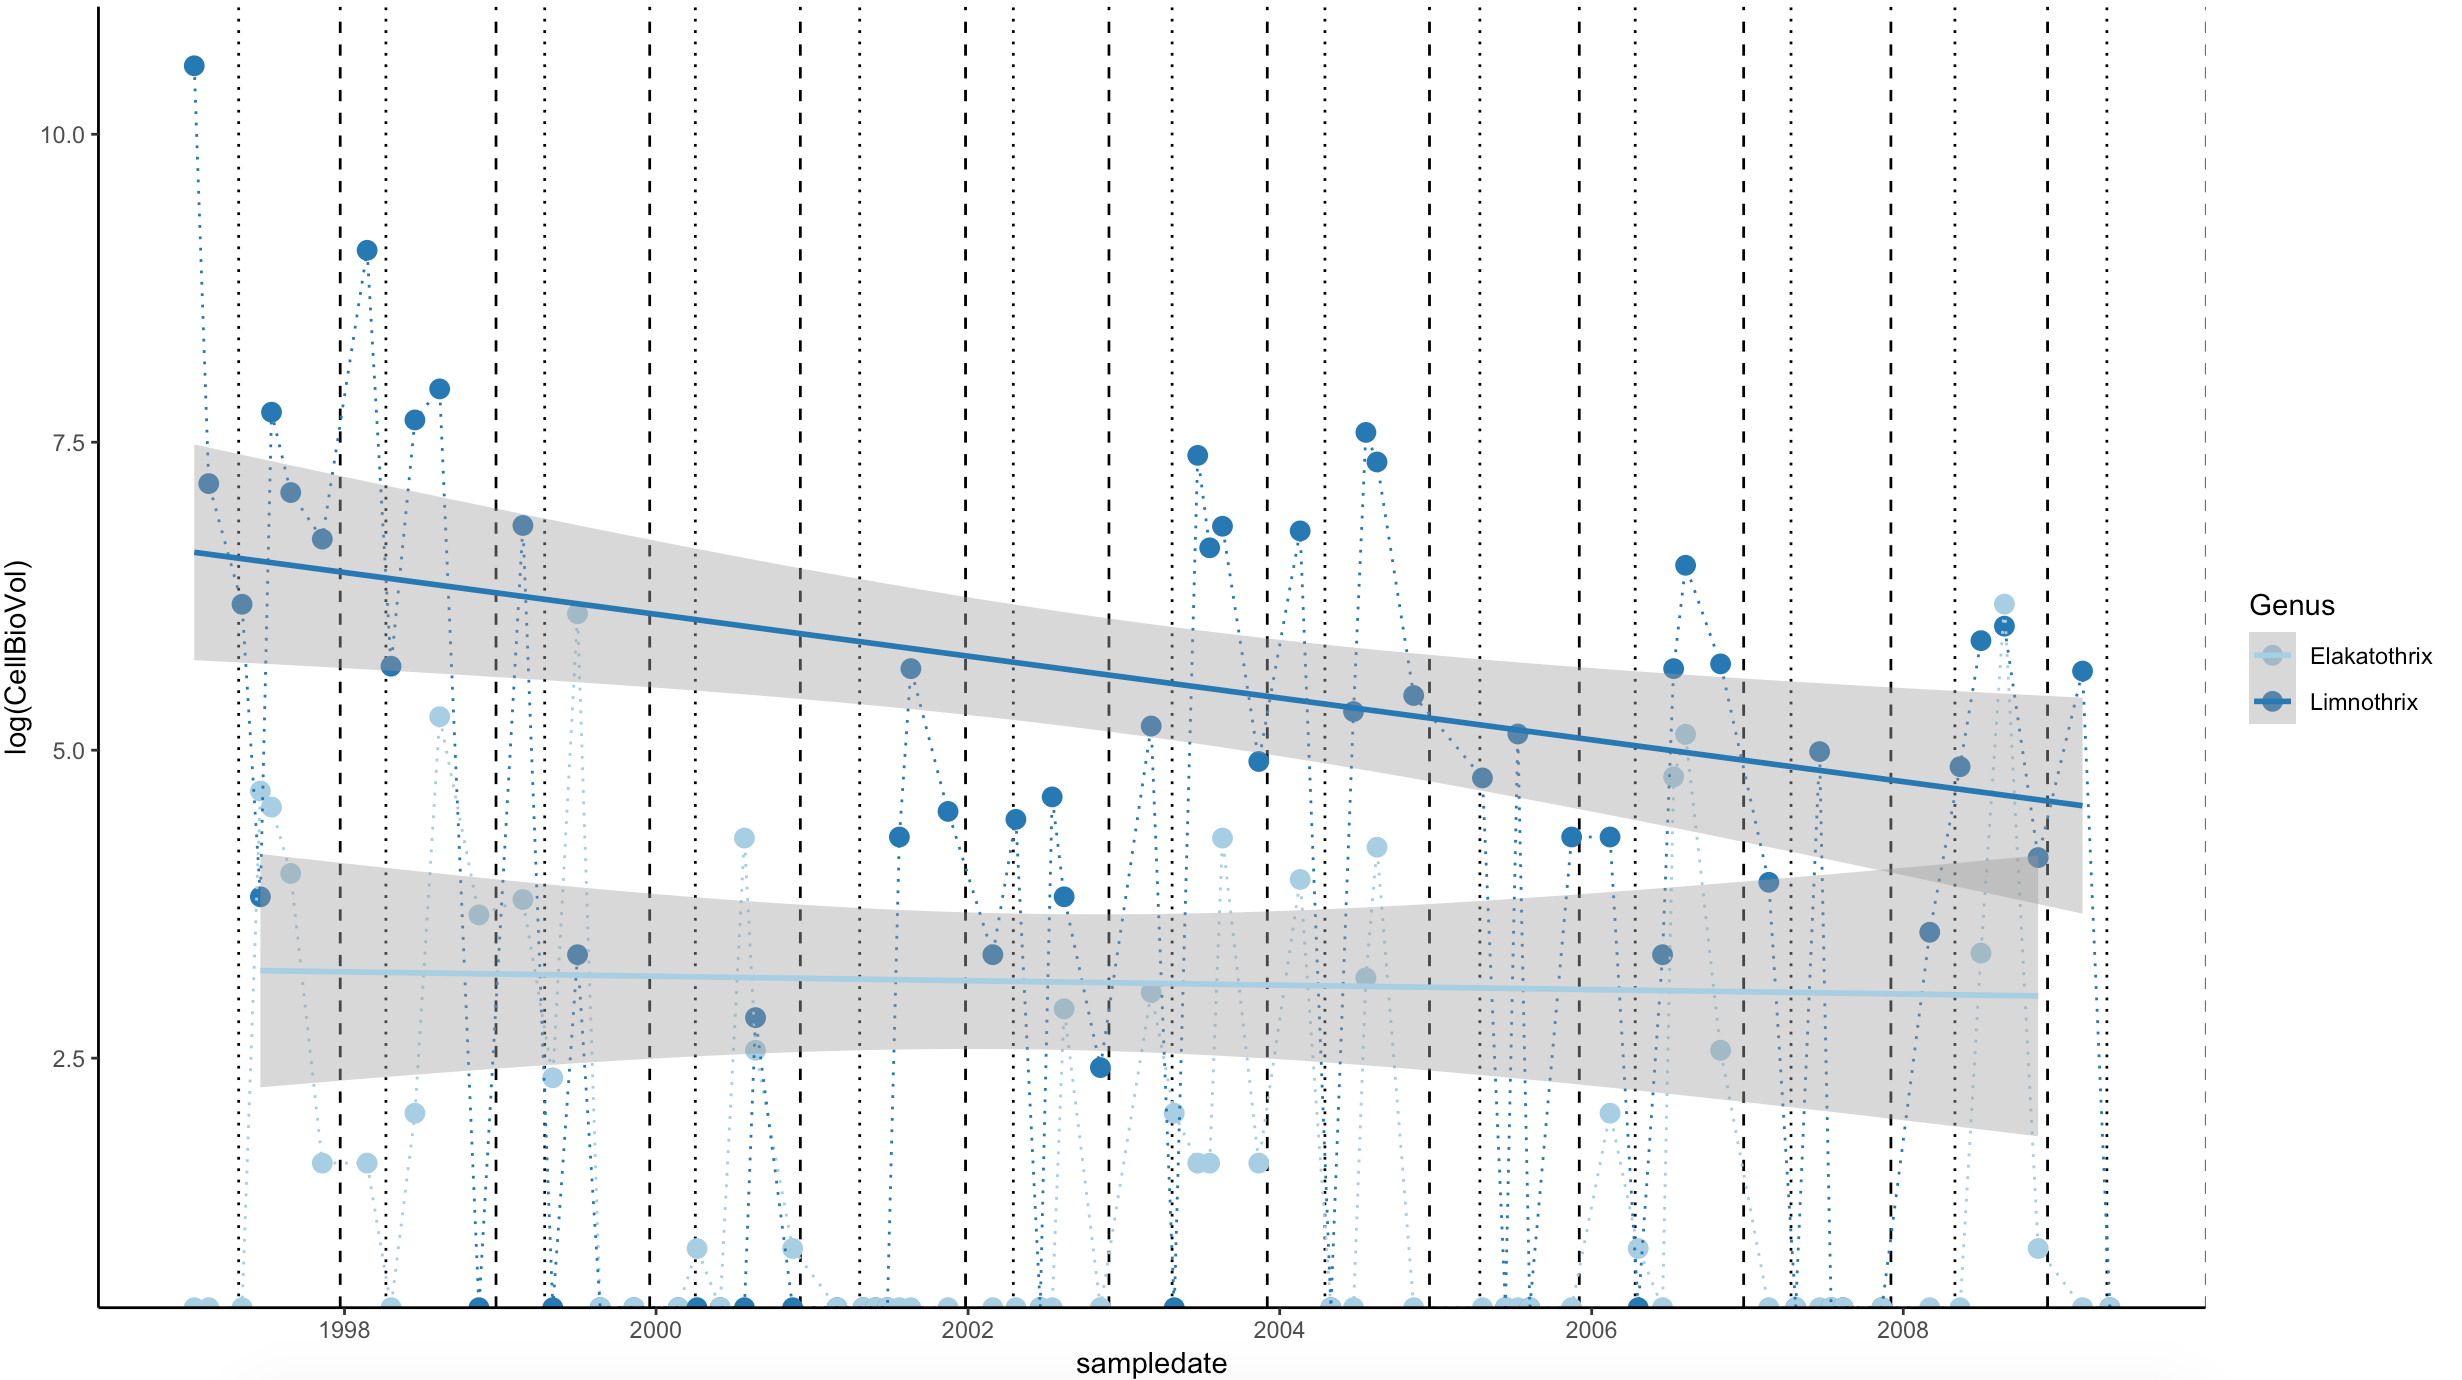 log(CellBioVol)
10.0
7.5
5.0
2.5
1998 2000 2002 2004 2006 2008
sampledate
Genus
Elakatothrix
Limnothrix